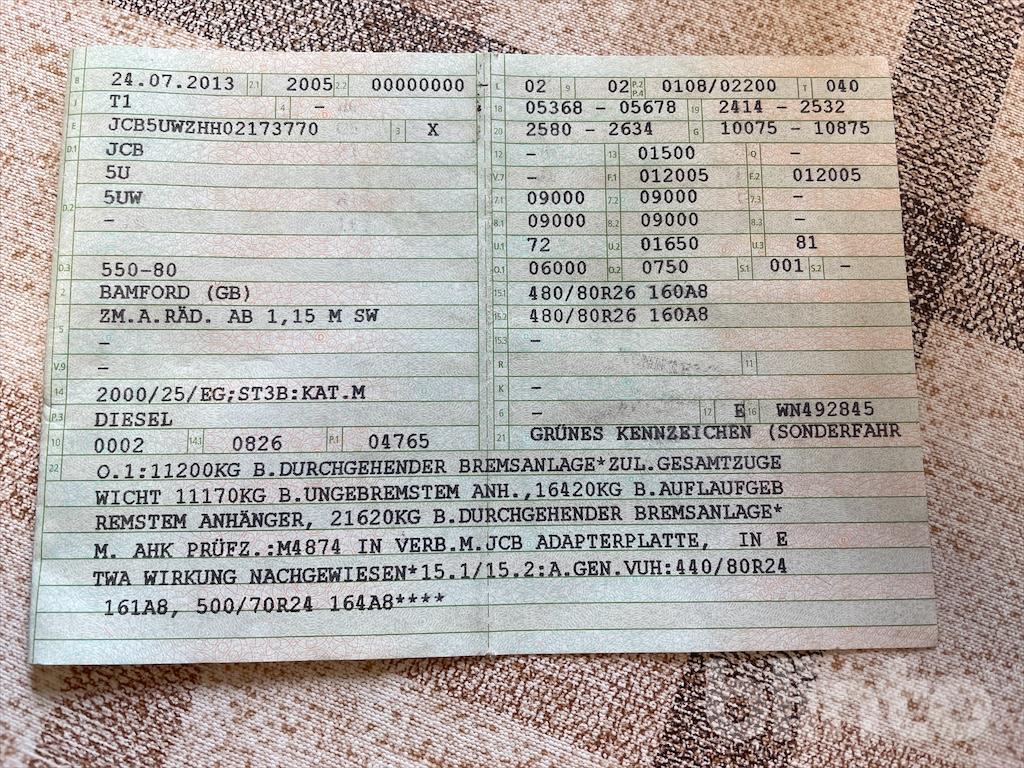 B 24.07.2013 2.1 2005 2.2 00000000 -
J T1 4 -
E JCB5UWZHH02173770 3 X
D.1 JCB
5U
D.2 5UW
-
D.3 550-80
2 BAMFORD (GB)
ZM.A.RÄD. AB 1,15 M SW
5
-
V.9 -
14 2000/25/EG;ST3B:KAT.M
P.3 DIESEL
10 0002 14.1 0826 P.1 04765
L 02 9 02 P.2 P.4 0108/02200 T 040
18 05368 - 05678 19 2414 - 2532
20 2580 - 2634 G 10075 - 10875
12 - 13 01500 Q -
V.7 - F.1 012005 F.2 012005
7.1 09000 7.2 09000 7.3 -
8.1 09000 8.2 09000 8.3 -
U.1 72 U.2 01650 U.3 81
O.1 06000 O.2 0750 S.1 001 S.2 -
15.1 480/80R26 160A8
15.2 480/80R26 160A8
15.3 -
R 11
K -
6 - 17 E 16 WN492845
21 GRÜNES KENNZEICHEN (SONDERFAHR
22 O.1:11200KG B.DURCHGEHENDER BREMSANLAGE*ZUL.GESAMTZUGE
WICHT 11170KG B.UNGEBREMSTEM ANH.,16420KG B.AUFLAUFGEB
REMSTEM ANHÄNGER, 21620KG B.DURCHGEHENDER BREMSANLAGE*
M. AHK PRÜFZ.:M4874 IN VERB.M.JCB ADAPTERPLATTE, IN E
TWA WIRKUNG NACHGEWIESEN*15.1/15.2:A.GEN.VUH:440/80R24
161A8, 500/70R24 164A8****